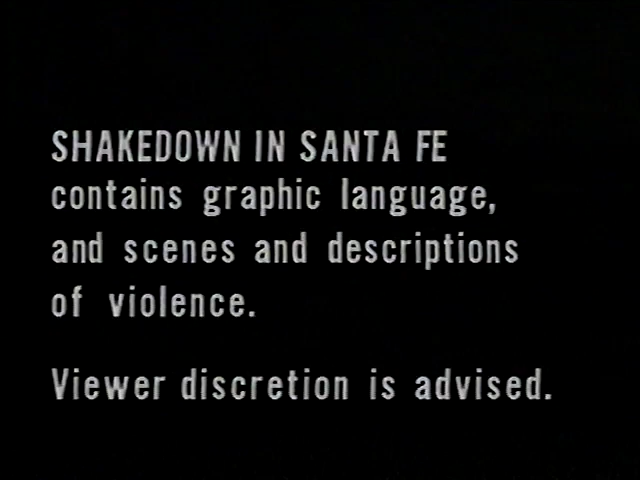 SHAKEDOWN IN SANTA FE
contains graphic language,
and scenes and descriptions
of violence.
Viewer discretion is advised.